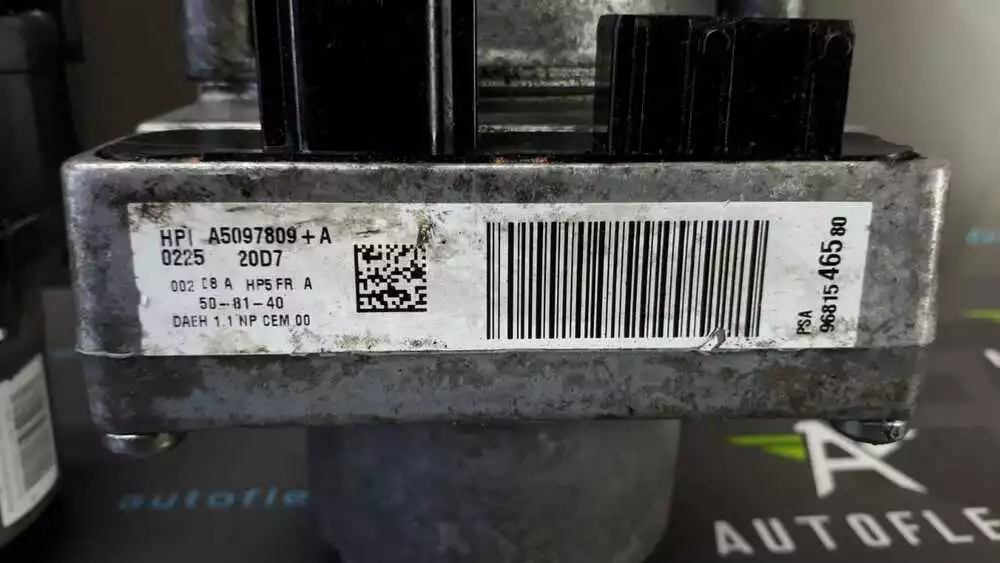 HPI A5097809+A
0225 20D7
002 08 A HP5 FR A
50-81-40
DAEH 1.1 NP CEM 00
PSA
96815 465 80
autofle
AUTOFLE